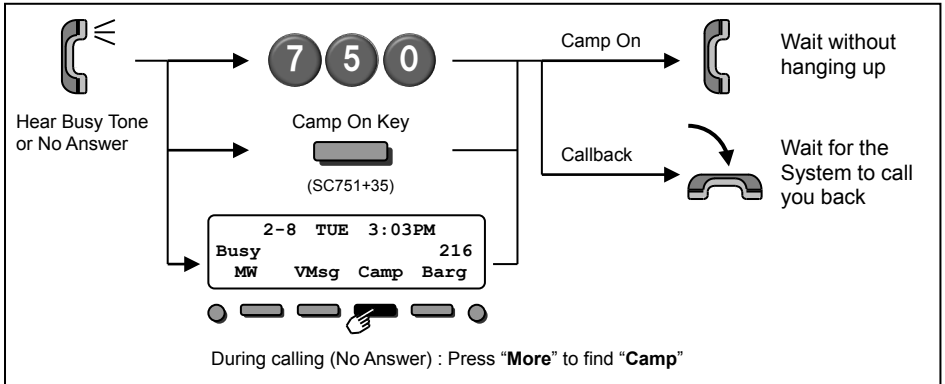 Hear Busy Tone
or No Answer
7 5 0
Camp On Key
(SC751+35)
2-8 TUE 3:03PM
Busy 216
MW VMsg Camp Barg
During calling (No Answer) : Press “More” to find “Camp”
Camp On
Wait without
hanging up
Callback
Wait for the
System to call
you back